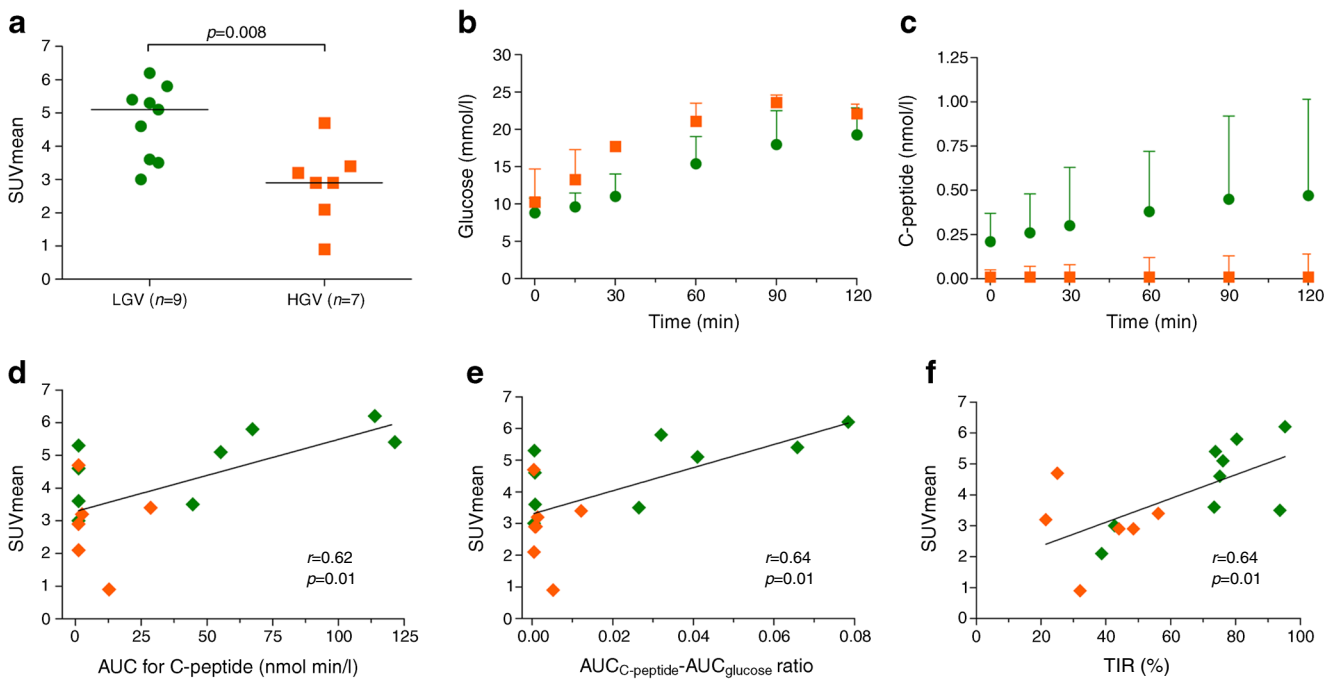 a
p=0.008
7
6
5
4
3
2
1
0
SUVmean
LGV (n=9)
HGV (n=7)
b
30
25
20
15
10
5
0
Glucose (mmol/l)
0 30 60 90 120
Time (min)
c
1.25
1.00
0.75
0.50
0.25
0.00
C-peptide (nmol/l)
0 30 60 90 120
Time (min)
d
7
6
5
4
3
2
1
0
SUVmean
r=0.62
p=0.01
0 25 50 75 100 125
AUC for C-peptide (nmol min/l)
e
7
6
5
4
3
2
1
0
SUVmean
r=0.64
p=0.01
0.00 0.02 0.04 0.06 0.08
AUCC-peptide-AUCglucose ratio
f
7
6
5
4
3
2
1
0
SUVmean
r=0.64
p=0.01
0 20 40 60 80 100
TIR (%)